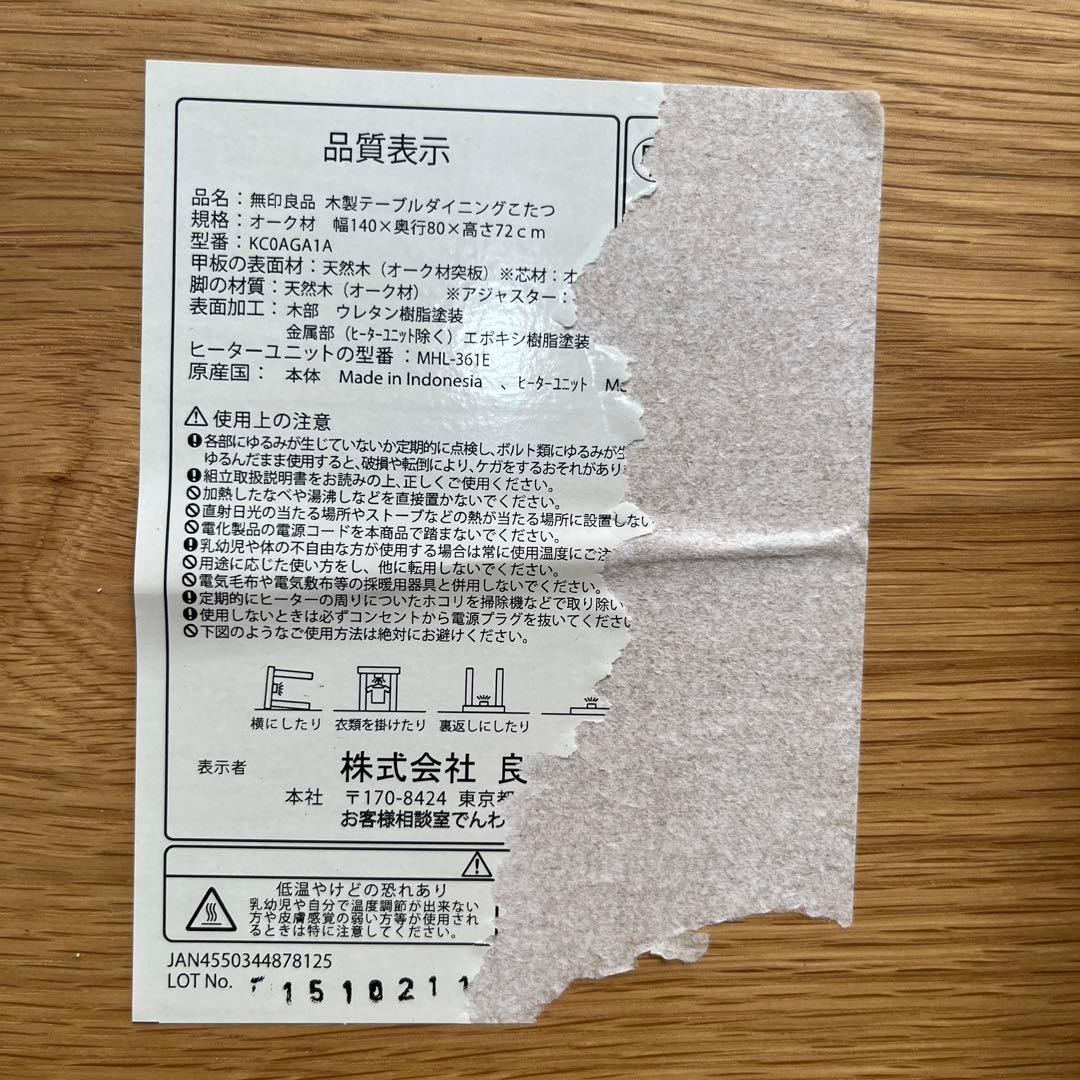 品質表示
品名：無印良品 木製テーブルダイニングこたつ
規格：オーク材 幅140×奥行80×高さ72cm
型番：KC0AGA1A
甲板の表面材：天然木（オーク材突板）※芯材：オ
脚の材質：天然木（オーク材） ※アジャスター：
表面加工：木部 ウレタン樹脂塗装
金属部（ﾋｰﾀｰﾕﾆｯﾄ除く）エポキシ樹脂塗装
ヒーターユニットの型番：MHL-361E
原産国： 本体 Made in Indonesia 、ﾋｰﾀｰﾕﾆｯﾄ
使用上の注意
各部にゆるみが生じていないか定期的に点検し、ボルト類にゆるみが
ゆるんだまま使用すると、破損や転倒により、ケガをするおそれがあり
組立取扱説明書をお読みの上、正しくご使用ください。
加熱したなべや湯沸しなどを直接置かないでください。
直射日光の当たる場所やストーブなどの熱が当たる場所に設置しない
電化製品の電源コードを本商品で踏まないでください。
乳幼児や体の不自由な方が使用する場合は常に使用温度にご注
用途に応じた使い方をし、他に転用しないでください。
電気毛布や電気敷布等の採暖用器具と併用しないでください。
定期的にヒーターの周りについたホコリを掃除機などで取り除い
使用しないときは必ずコンセントから電源プラグを抜いてください
下図のようなご使用方法は絶対にお避けください。
横にしたり 衣類を掛けたり 裏返しにしたり
表示者 株式会社 良
本社 〒170-8424 東京都
お客様相談室でんわ
低温やけどの恐れあり
乳幼児や自分で温度調節が出来ない
方や皮膚感覚の弱い方等が使用され
るときは特に注意してください。
JAN4550344878125
LOT No. 1510211